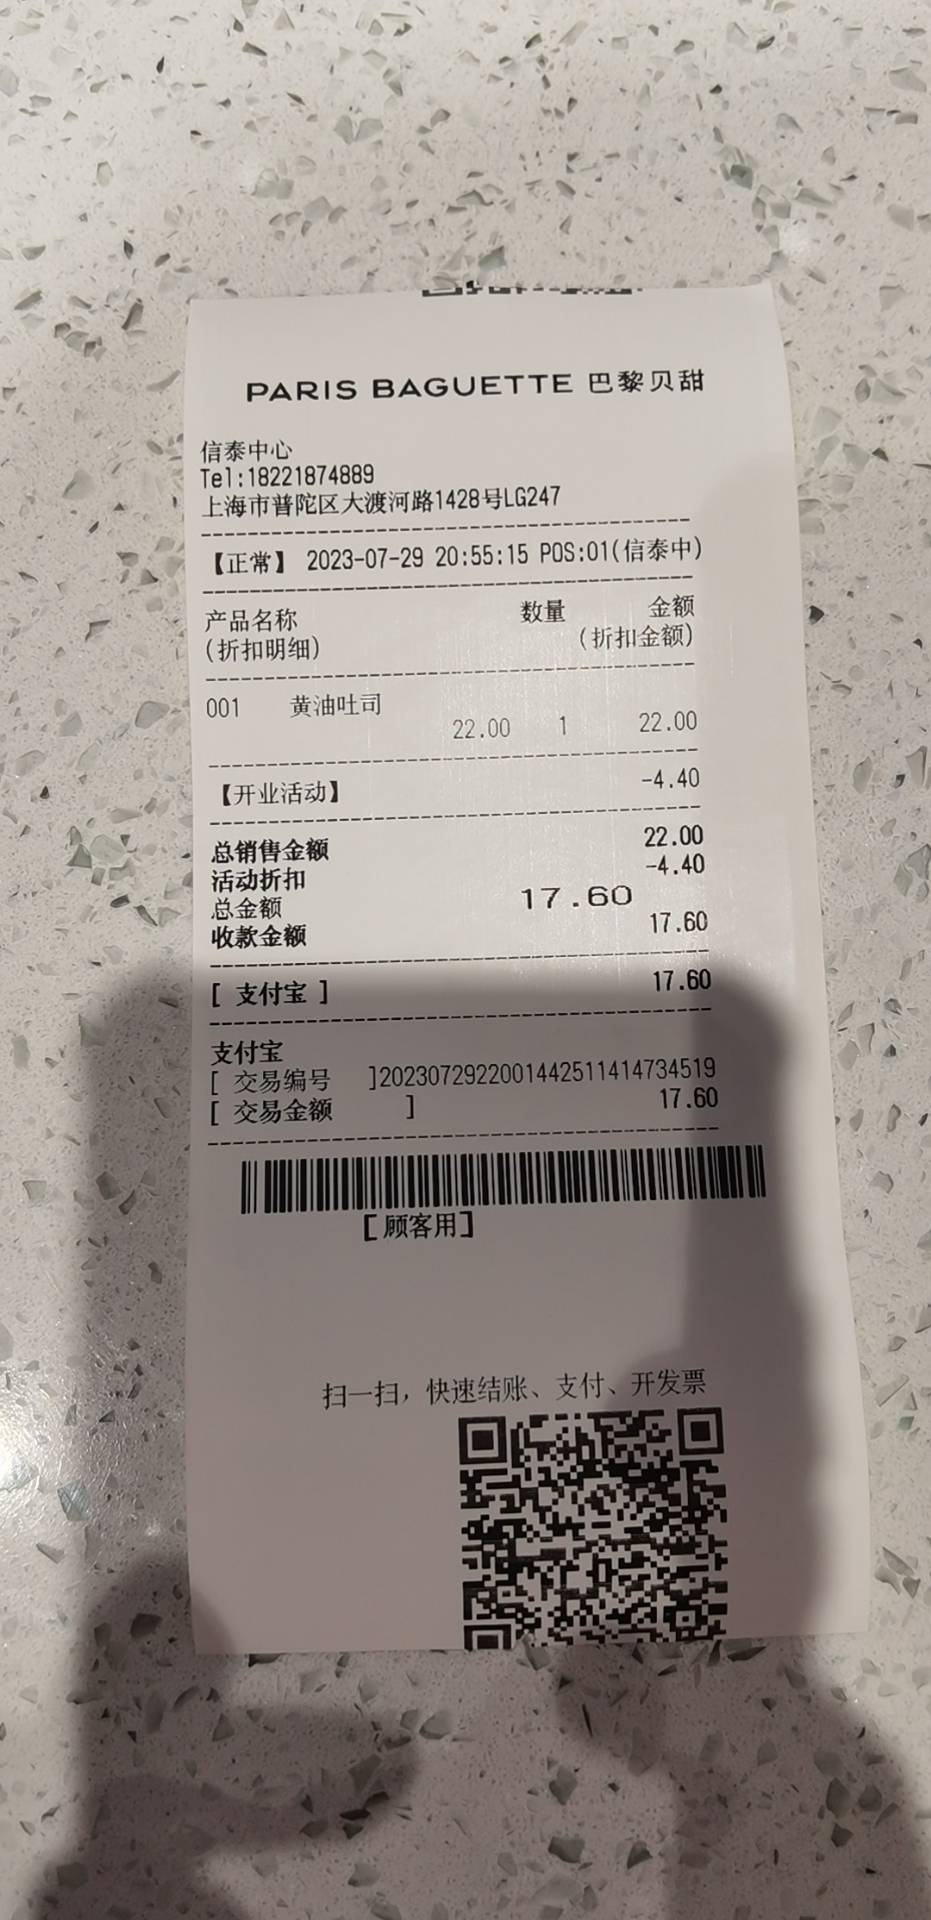 PARIS BAGUETTE 巴黎贝甜
信泰中心
Tel:18221874889
上海市普陀区大渡河路1428号LG247
【正常】 2023-07-29 20:55:15 POS:01(信泰中)
产品名称 数量 金额
(折扣明细) (折扣金额)
001 黄油吐司
22.00 1 22.00
【开业活动】 -4.40
总销售金额 22.00
活动折扣 -4.40
总金额 17.60
收款金额 17.60
[ 支付宝 ] 17.60
支付宝
[ 交易编号 ]2023072922001442511414734519
[ 交易金额 ] 17.60
[顾客用]
扫一扫，快速结账、支付、开发票